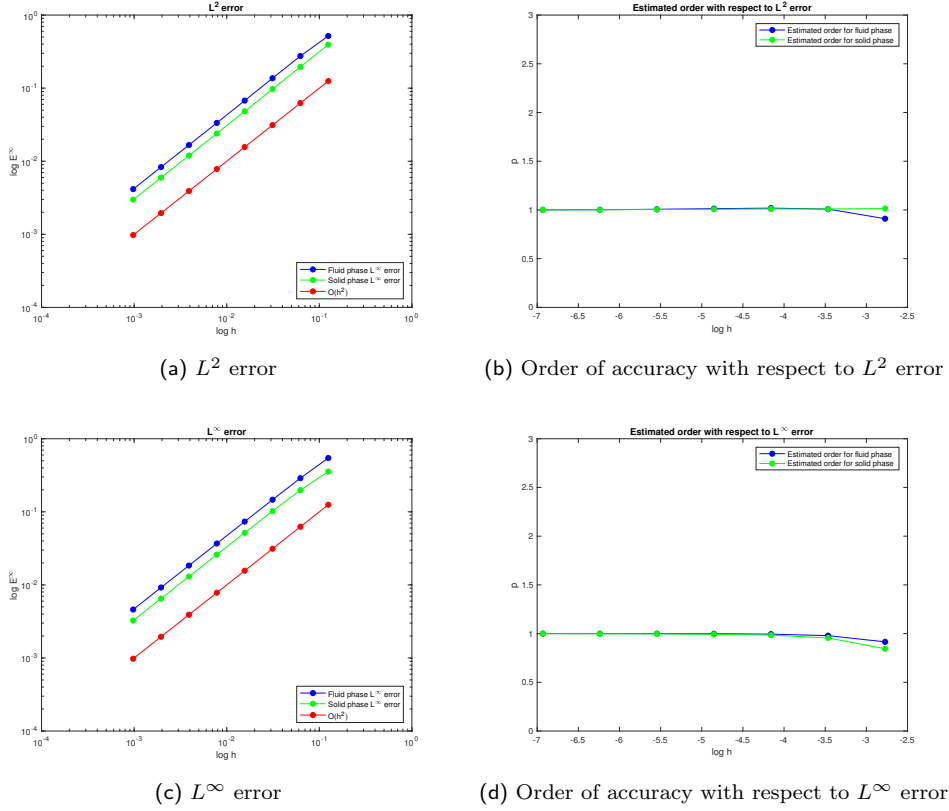 L² error
10⁰
10⁻¹
10⁻²
10⁻³
10⁻⁴
log E^∞
Fluid phase L^∞ error
Solid phase L^∞ error
O(h²)
10⁻⁴ 10⁻³ 10⁻² 10⁻¹ 10⁰
log h
(a) L² error
Estimated order with respect to L² error
3
2.5
2
1.5
1
0.5
0
p
Estimated order for fluid phase
Estimated order for solid phase
-7 -6.5 -6 -5.5 -5 -4.5 -4 -3.5 -3 -2.5
log h
(b) Order of accuracy with respect to L² error
L^∞ error
10⁰
10⁻¹
10⁻²
10⁻³
10⁻⁴
log E^∞
Fluid phase L^∞ error
Solid phase L^∞ error
O(h²)
10⁻⁴ 10⁻³ 10⁻² 10⁻¹ 10⁰
log h
(c) L^∞ error
Estimated order with respect to L^∞ error
3
2.5
2
1.5
1
0.5
0
p
Estimated order for fluid phase
Estimated order for solid phase
-7 -6.5 -6 -5.5 -5 -4.5 -4 -3.5 -3 -2.5
log h
(d) Order of accuracy with respect to L^∞ error